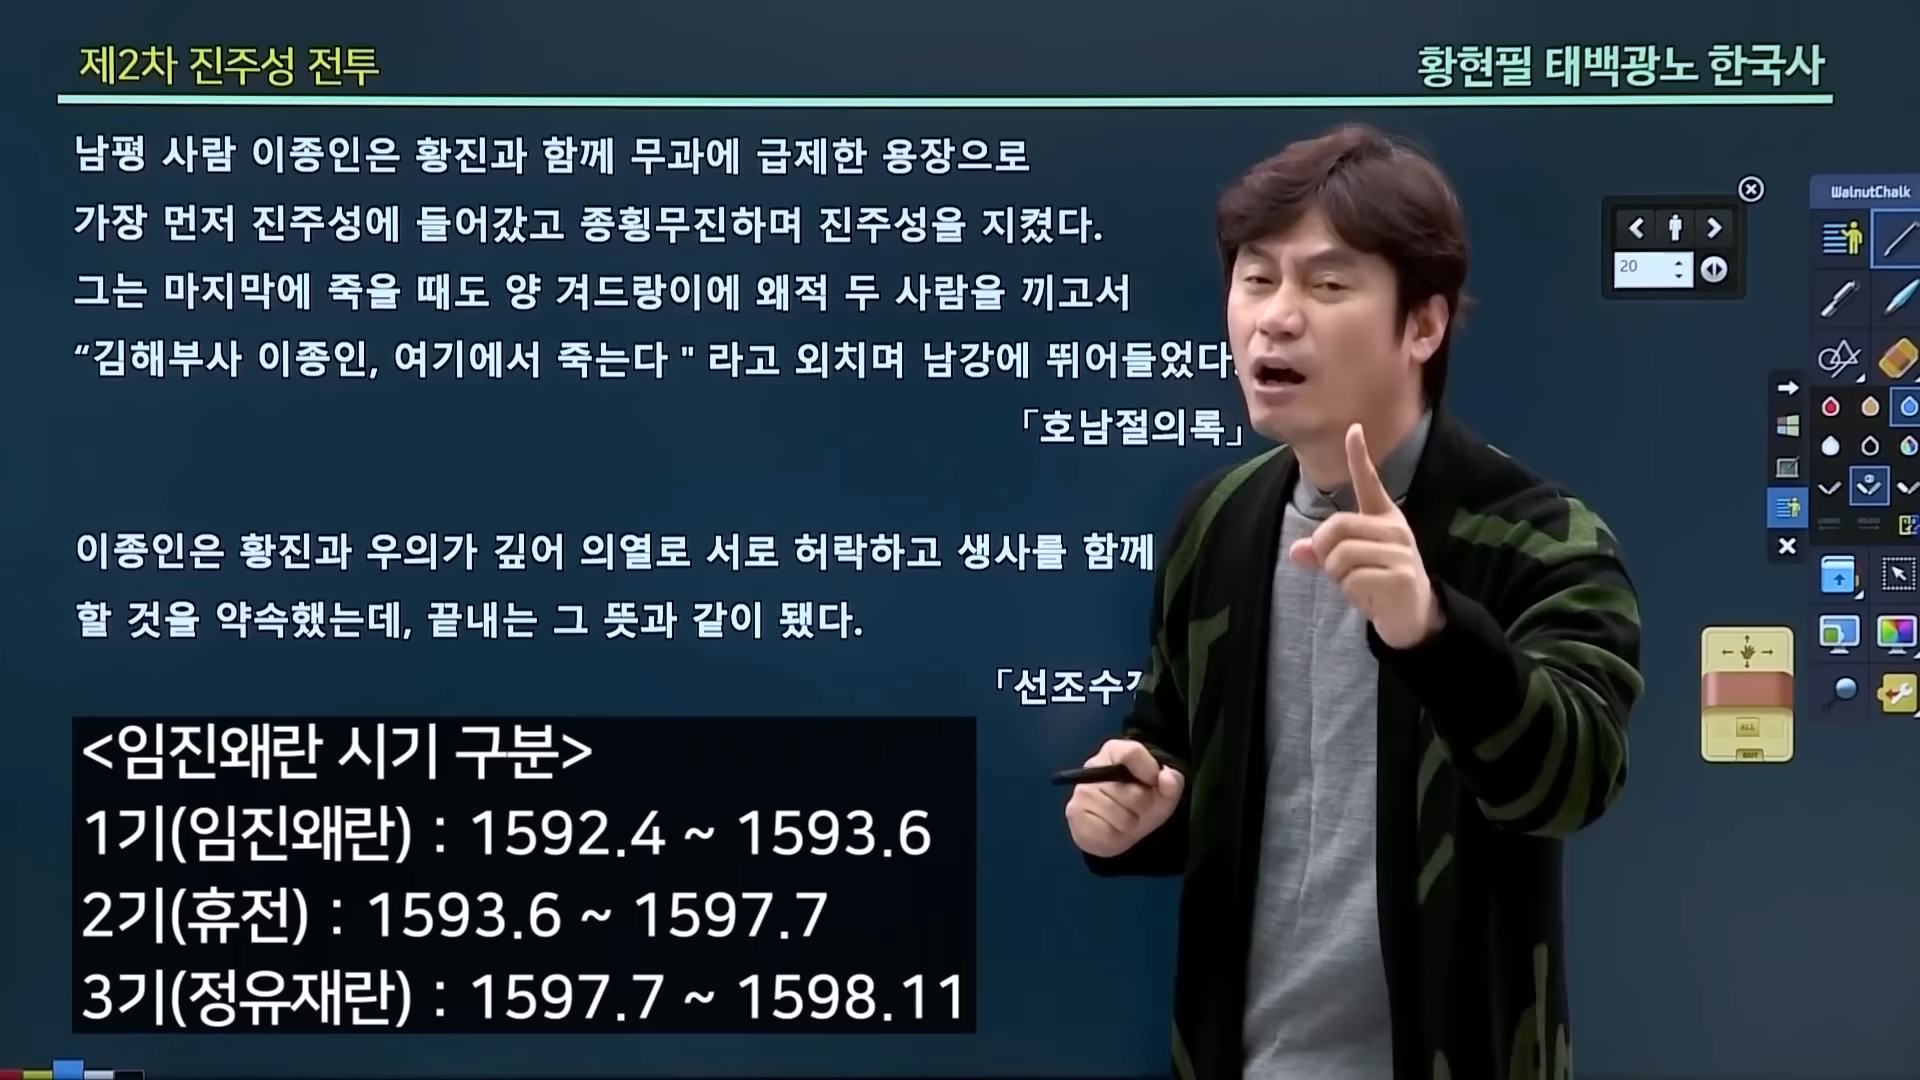 제2차 진주성 전투
황현필 태백광노 한국사
남평 사람 이종인은 황진과 함께 무과에 급제한 용장으로
가장 먼저 진주성에 들어갔고 종횡무진하며 진주성을 지켰다.
그는 마지막에 죽을 때도 양 겨드랑이에 왜적 두 사람을 끼고서
“김해부사 이종인, 여기에서 죽는다 " 라고 외치며 남강에 뛰어들었다.
「호남절의록」
이종인은 황진과 우의가 깊어 의열로 서로 허락하고 생사를 함께
할 것을 약속했는데, 끝내는 그 뜻과 같이 됐다.
「선조수
<임진왜란 시기 구분>
1기(임진왜란) : 1592.4 ~ 1593.6
2기(휴전) : 1593.6 ~ 1597.7
3기(정유재란) : 1597.7 ~ 1598.11
WalnutChalk
20
ALL